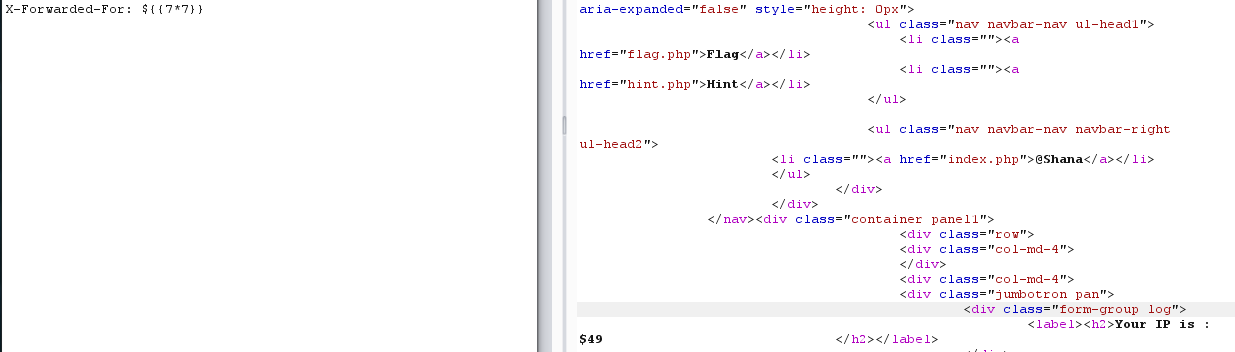 X-Forwarded-For: ${{7*7}}
aria-expanded="false" style="height: 0px">
<ul class="nav navbar-nav ul-head1">
<li class=""><a
href="flag.php">Flag</a></li>
<li class=""><a
href="hint.php">Hint</a></li>
</ul>
<ul class="nav navbar-nav navbar-right
ul-head2">
<li class=""><a href="index.php">@Shana</a></li>
</ul>
</div>
</div>
</nav><div class="container panel1">
<div class="row">
<div class="col-md-4">
</div>
<div class="col-md-4">
<div class="jumbotron pan">
<div class="form-group log">
<label><h2>Your IP is :
$49 </h2></label>